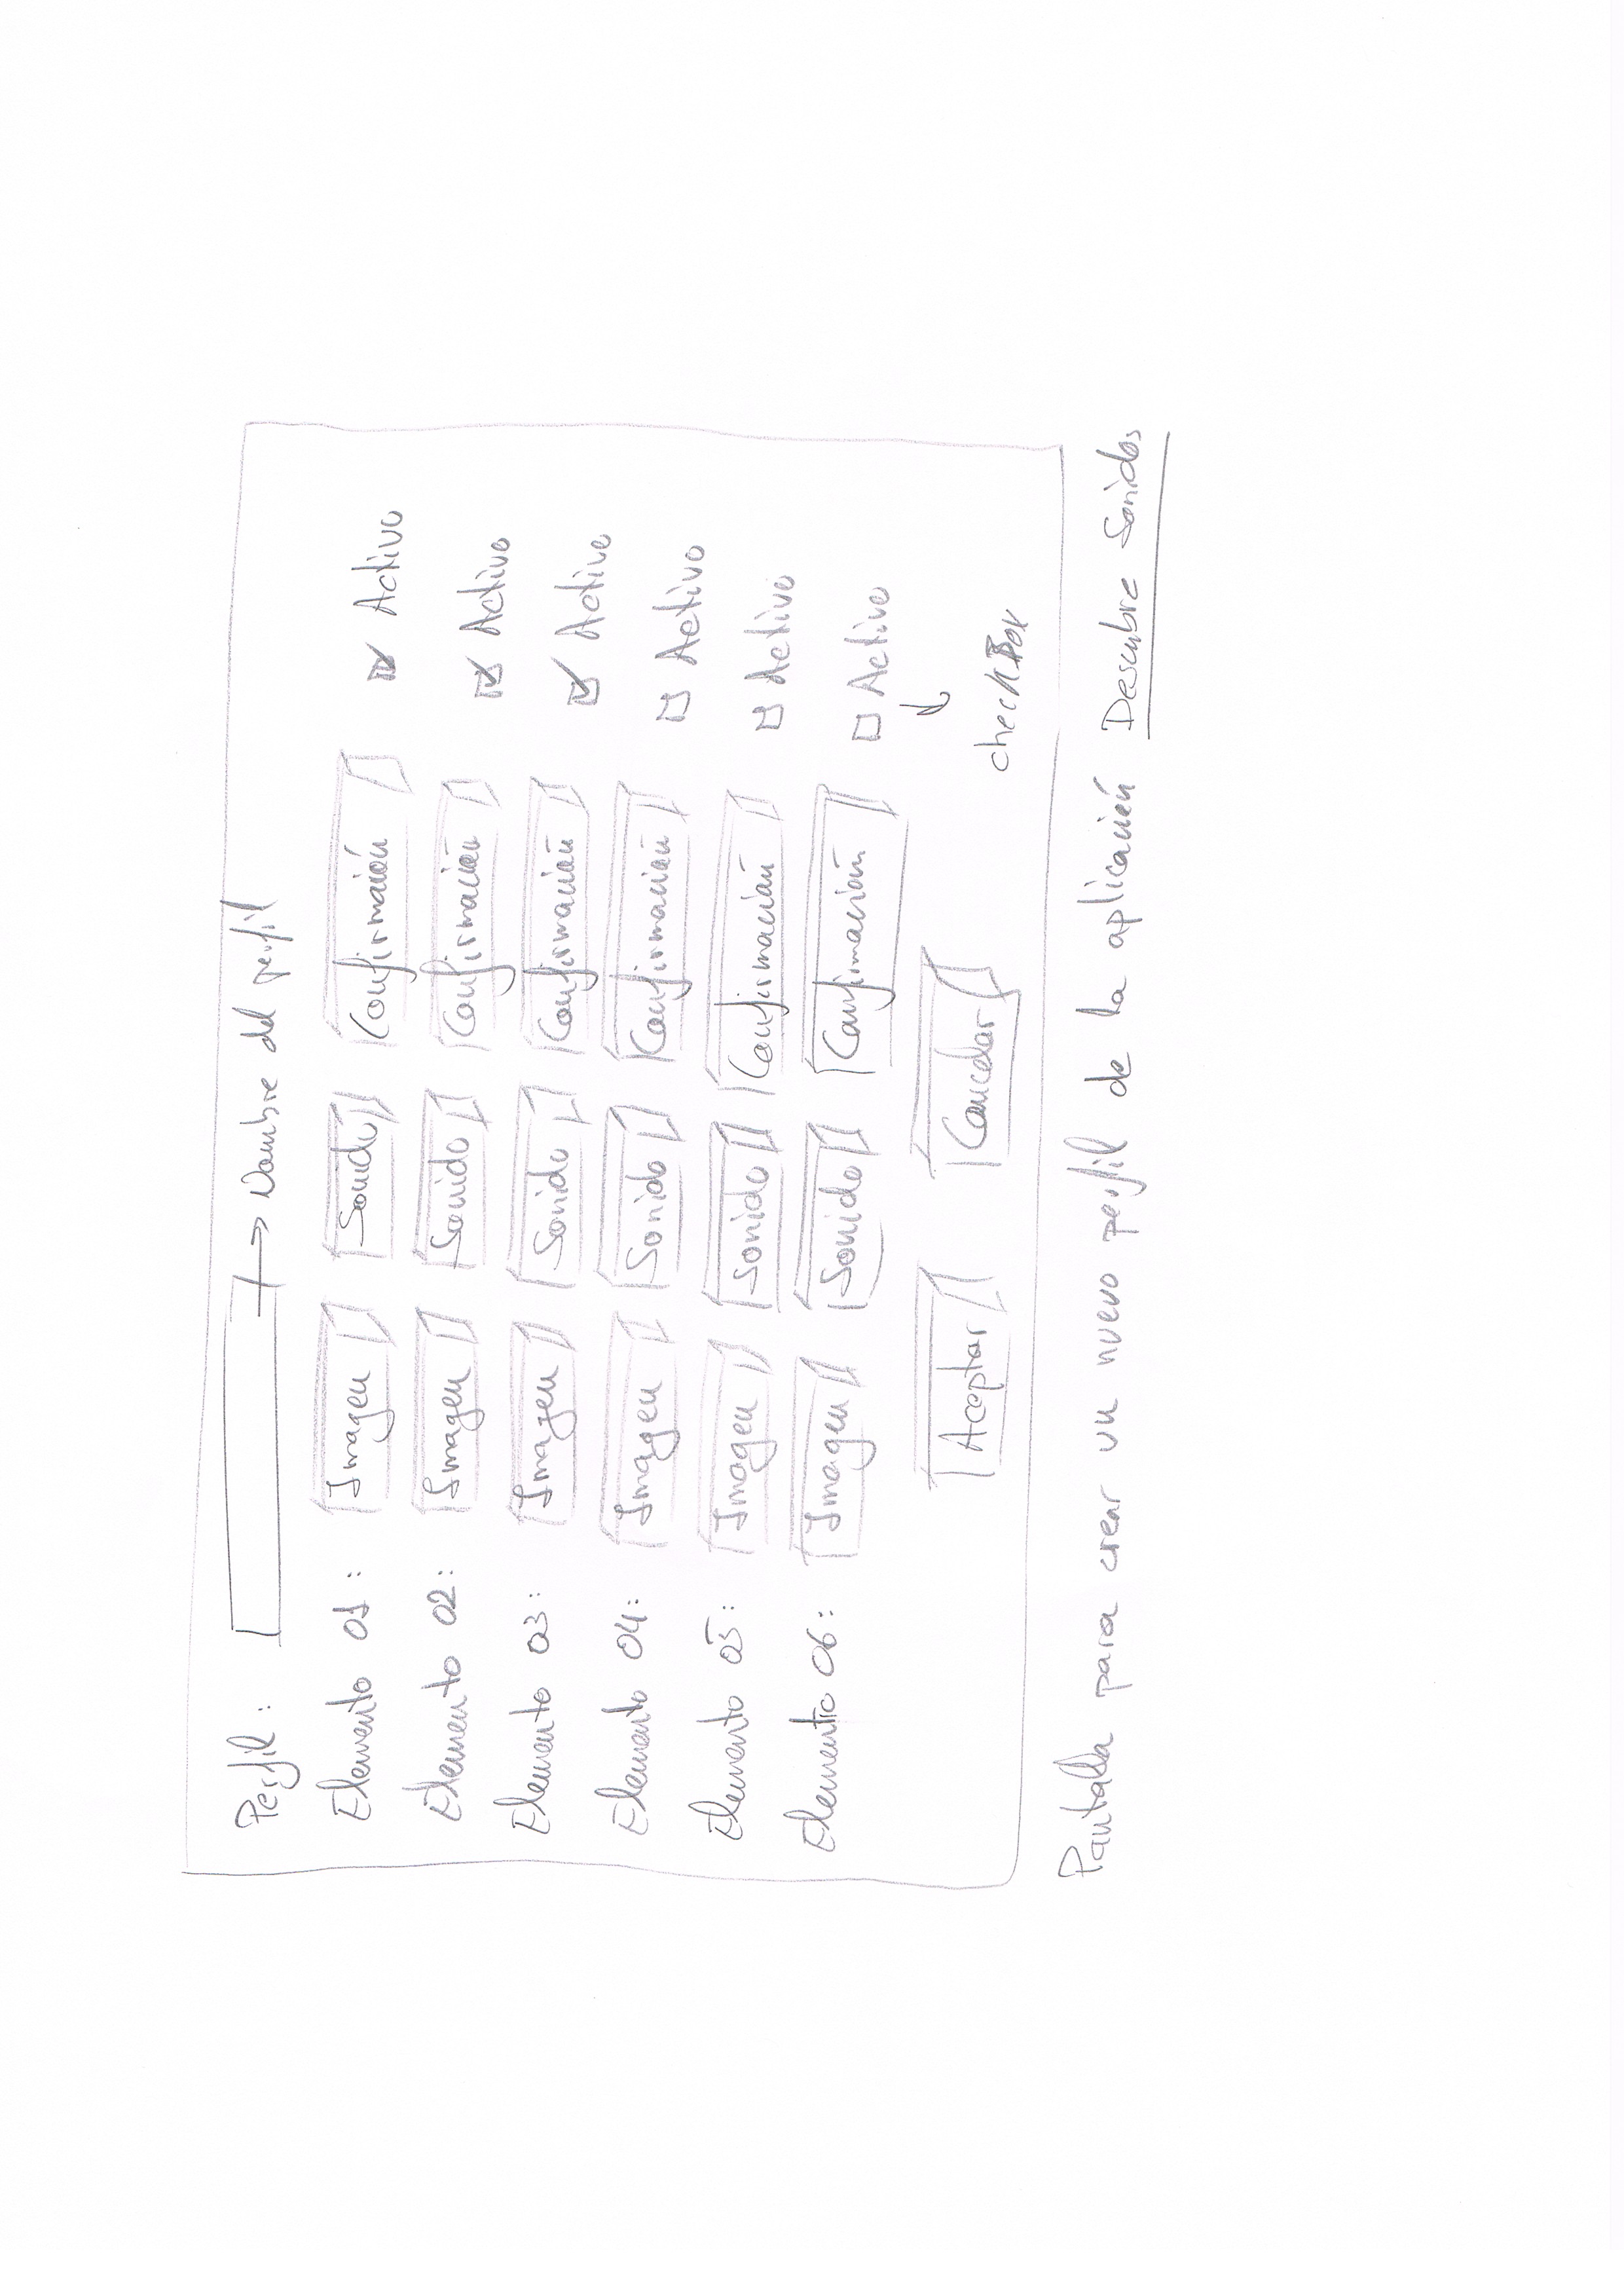 Perfil : → Nombre del perfil
Elemento 01 : Imagen Sonido Confirmación Activo
Elemento 02: Imagen Sonido Confirmación Activo
Elemento 03: Imagen Sonido Confirmación Activo
Elemento 04: Imagen Sonido Confirmación Activo
Elemento 05: Imagen Sonido Confirmación Activo
Elemento 06: Imagen Sonido Confirmación Activo
Aceptar Cancelar checkBox
Pantalla para crear un nuevo perfil de la aplicación Descubre Sonidos